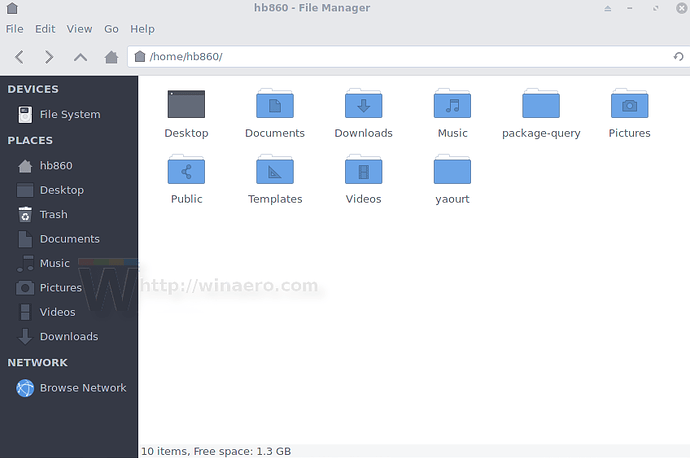 hb860 - File Manager
File Edit View Go Help
/home/hb860/
DEVICES
File System
PLACES
hb860
Desktop
Trash
Documents
Music
Pictures
Videos
Downloads
NETWORK
Browse Network
Desktop Documents Downloads Music package-query Pictures
Public Templates Videos yaourt
W http://winaero.com
10 items, Free space: 1.3 GB